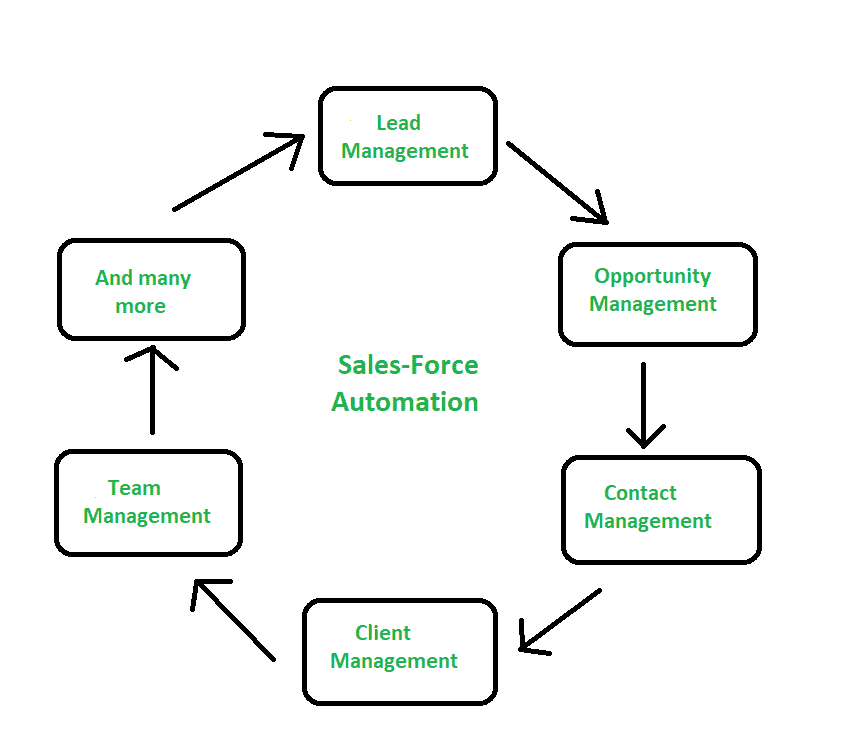 Lead
Management
Opportunity
Management
Contact
Management
Client
Management
Team
Management
And many
more
Sales-Force
Automation